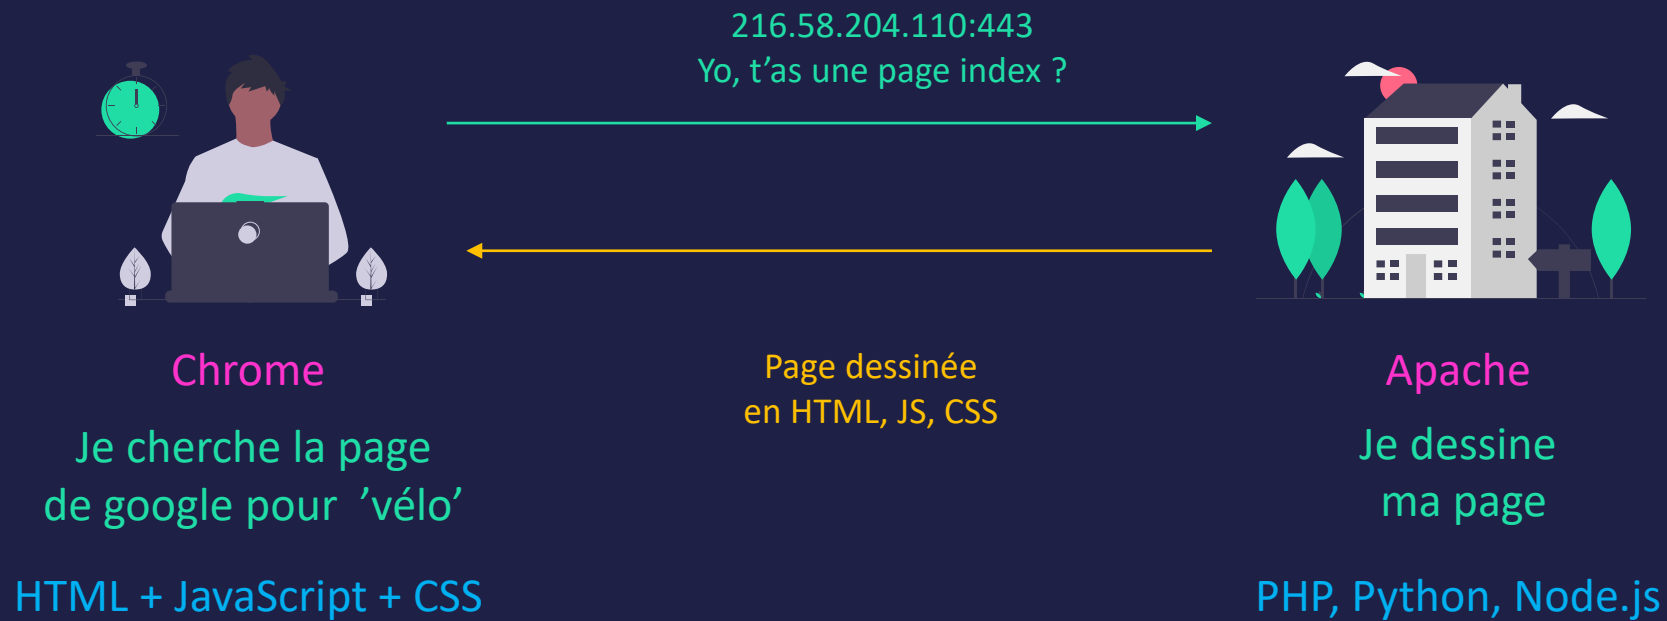 216.58.204.110:443
Yo, t’as une page index ?
Chrome
Je cherche la page
de google pour ’vélo’
HTML + JavaScript + CSS
Page dessinée
en HTML, JS, CSS
Apache
Je dessine
ma page
PHP, Python, Node.js